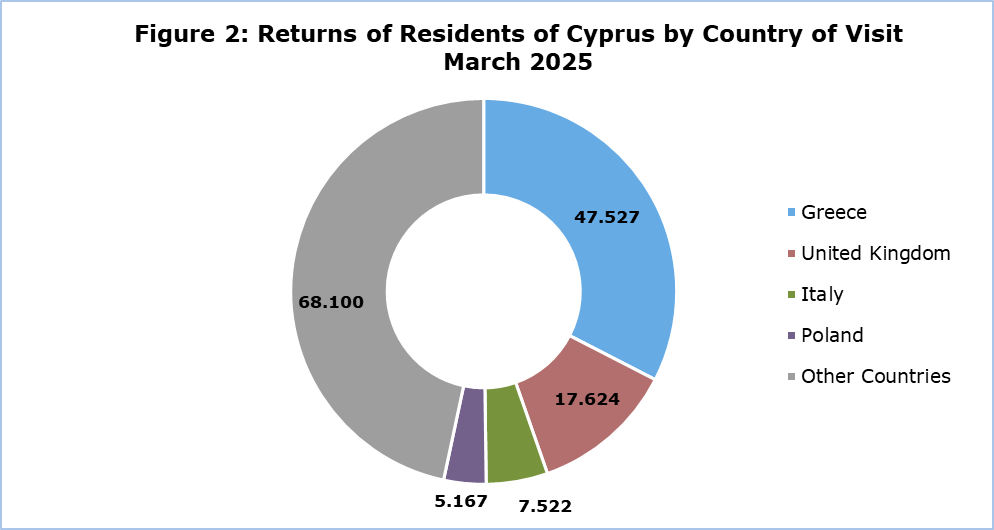 Figure 2: Returns of Residents of Cyprus by Country of Visit
March 2025
47.527
17.624
7.522
5.167
68.100
Greece
United Kingdom
Italy
Poland
Other Countries